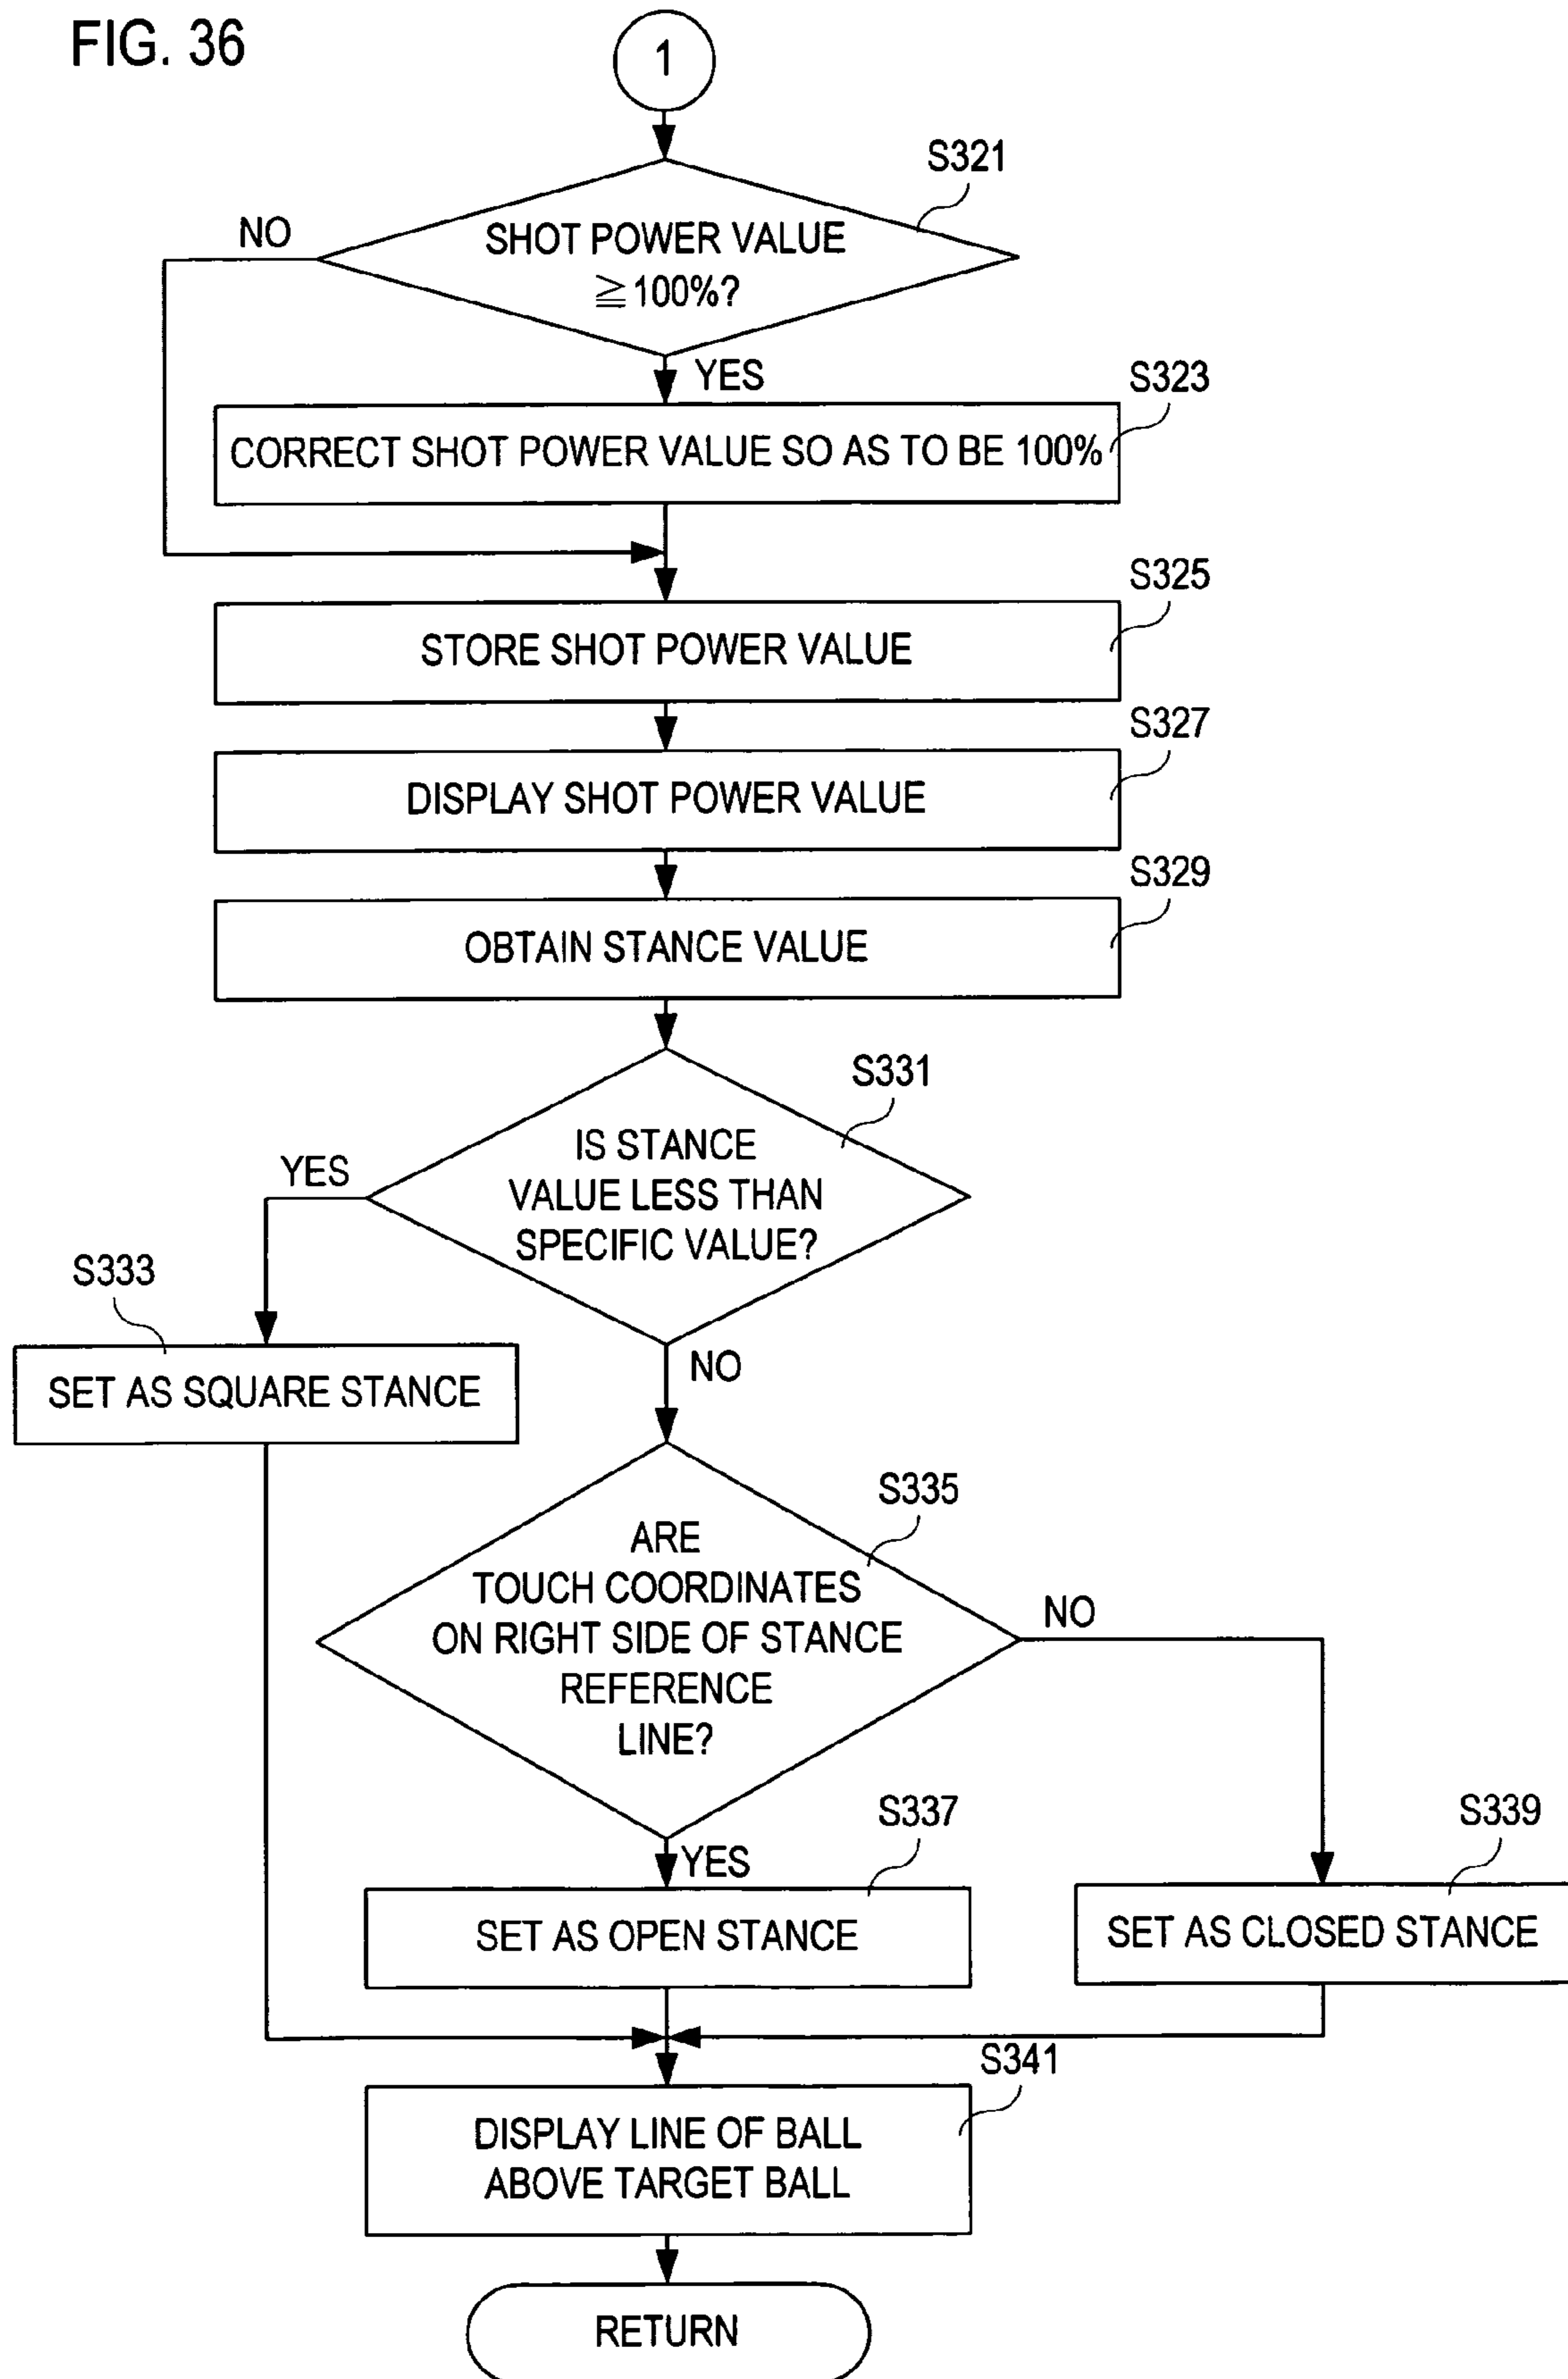 FIG. 36
1
S321
NO
SHOT POWER VALUE
≧100%?
YES
S323
CORRECT SHOT POWER VALUE SO AS TO BE 100%
S325
STORE SHOT POWER VALUE
S327
DISPLAY SHOT POWER VALUE
S329
OBTAIN STANCE VALUE
S331
YES
IS STANCE
VALUE LESS THAN
SPECIFIC VALUE?
S333
NO
SET AS SQUARE STANCE
S335
ARE
TOUCH COORDINATES
ON RIGHT SIDE OF STANCE
REFERENCE
LINE?
NO
S337
S339
YES
SET AS OPEN STANCE
SET AS CLOSED STANCE
S341
DISPLAY LINE OF BALL
ABOVE TARGET BALL
RETURN